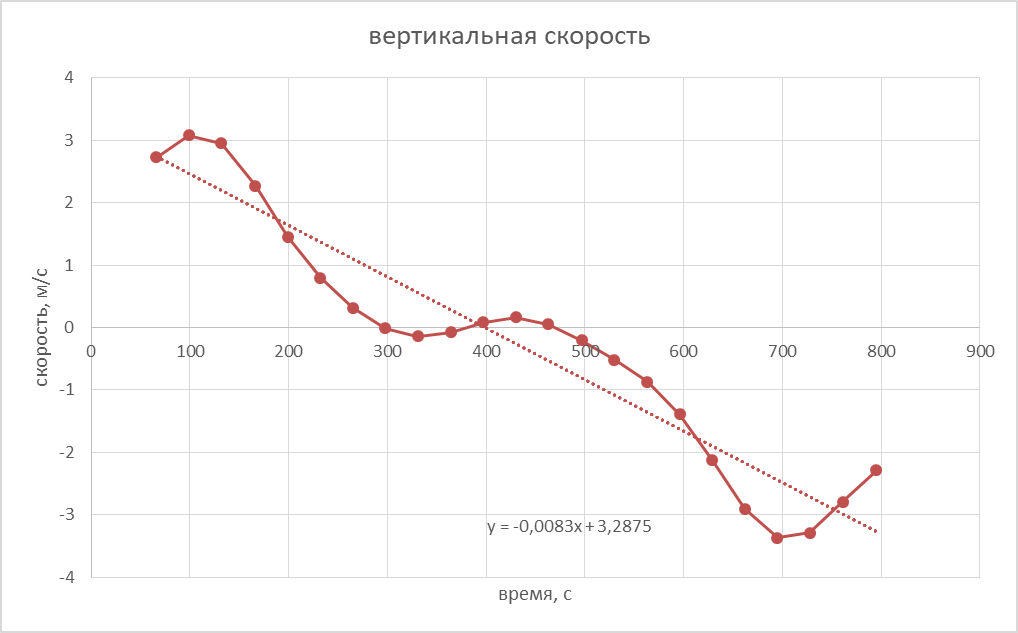 вертикальная скорость
4
3
2
1
0
-1
-2
-3
-4
скорость, м/с
0 100 200 300 400 500 600 700 800 900
y = -0,0083x + 3,2875
время, с